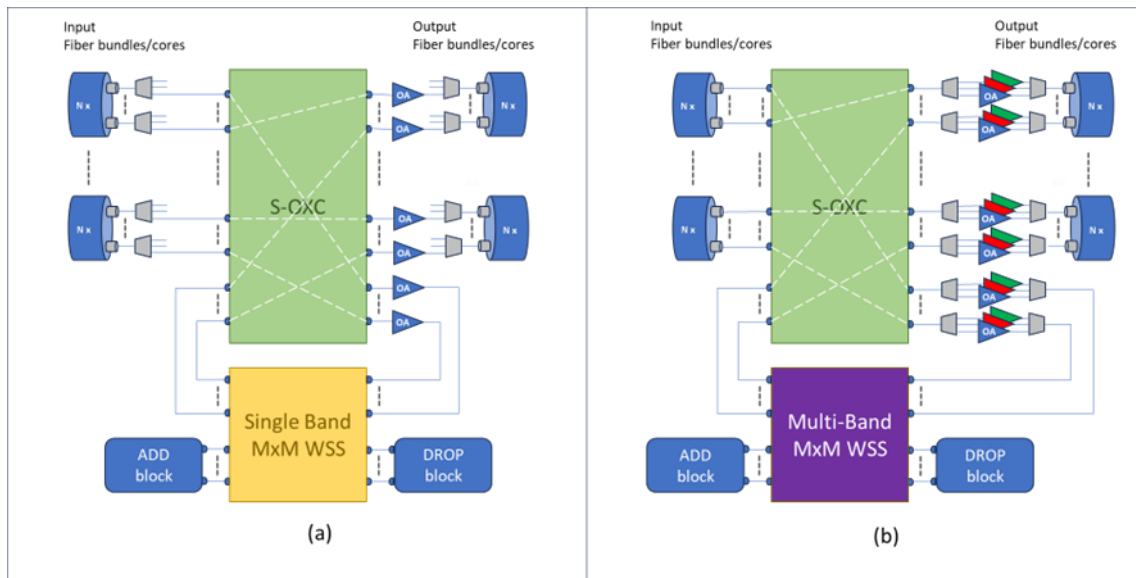 Input
Fiber bundles/cores
Output
Fiber bundles/cores
N x
OA
OA
N x
S-OXC
N x
OA
OA
N x
OA
OA
Single Band
MxM WSS
ADD
block
DROP
block
(a)
Input
Fiber bundles/cores
Output
Fiber bundles/cores
N x
OA
OA
N x
S-OXC
N x
OA
OA
N x
OA
OA
Multi-Band
MxM WSS
ADD
block
DROP
block
(b)